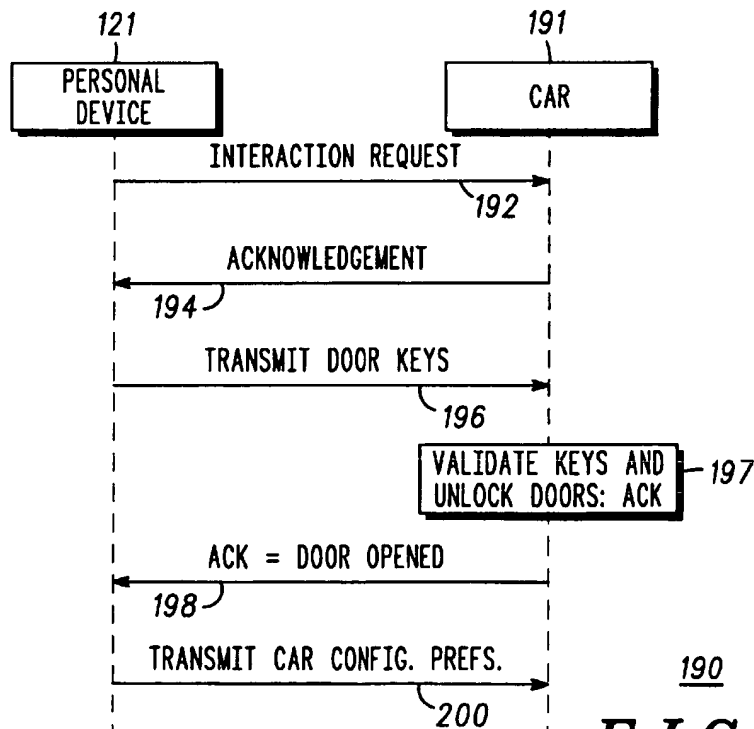 121
191
PERSONAL
DEVICE
CAR
INTERACTION REQUEST
192
ACKNOWLEDGEMENT
194
TRANSMIT DOOR KEYS
196
VALIDATE KEYS AND
UNLOCK DOORS: ACK
197
ACK = DOOR OPENED
198
TRANSMIT CAR CONFIG. PREFS.
200
190